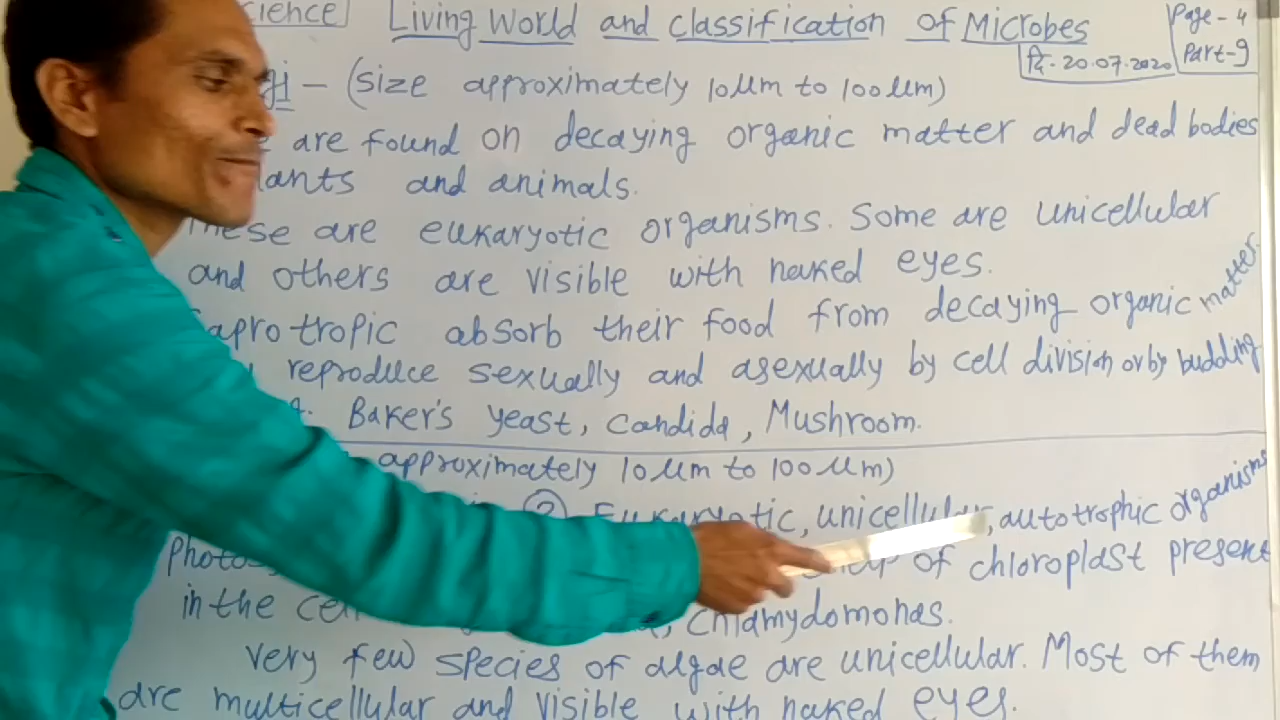 Living World and classification of Microbes
Page-4
Part-9
Dt. 20.07.2020
– (size approximately 10µm to 100µm)
are found on decaying organic matter and dead bodies
and animals.
These are eukaryotic organisms. Some are unicellular
and others are visible with naked eyes.
Saprotropic absorb their food from decaying organic matter.
reproduce sexually and asexually by cell division or by budding
Baker's yeast, Candida, Mushroom.
approximately 10µm to 100µm)
② Eukaryotic, unicellular, autotrophic organisms
of chloroplast present
in the
Chlamydomonas.
Very few species of algae are unicellular. Most of them
are multicellular and visible with naked eyes.